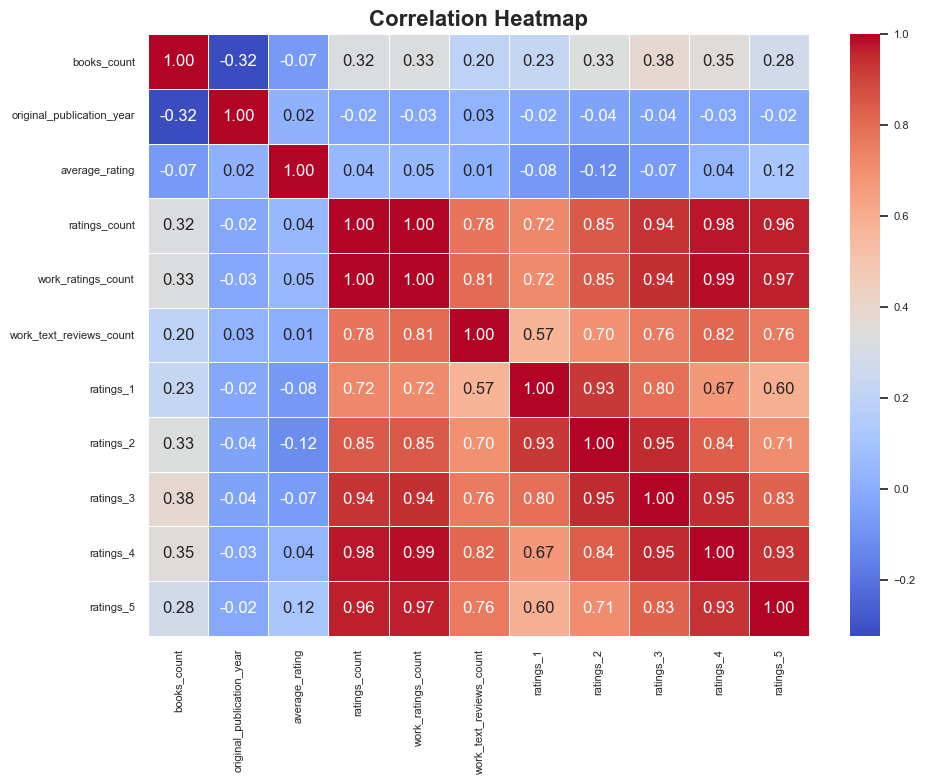 Correlation Heatmap
books_count 1.00 -0.32 -0.07 0.32 0.33 0.20 0.23 0.33 0.38 0.35 0.28
original_publication_year -0.32 1.00 0.02 -0.02 -0.03 0.03 -0.02 -0.04 -0.04 -0.03 -0.02
average_rating -0.07 0.02 1.00 0.04 0.05 0.01 -0.08 -0.12 -0.07 0.04 0.12
ratings_count 0.32 -0.02 0.04 1.00 1.00 0.78 0.72 0.85 0.94 0.98 0.96
work_ratings_count 0.33 -0.03 0.05 1.00 1.00 0.81 0.72 0.85 0.94 0.99 0.97
work_text_reviews_count 0.20 0.03 0.01 0.78 0.81 1.00 0.57 0.70 0.76 0.82 0.76
ratings_1 0.23 -0.02 -0.08 0.72 0.72 0.57 1.00 0.93 0.80 0.67 0.60
ratings_2 0.33 -0.04 -0.12 0.85 0.85 0.70 0.93 1.00 0.95 0.84 0.71
ratings_3 0.38 -0.04 -0.07 0.94 0.94 0.76 0.80 0.95 1.00 0.95 0.83
ratings_4 0.35 -0.03 0.04 0.98 0.99 0.82 0.67 0.84 0.95 1.00 0.93
ratings_5 0.28 -0.02 0.12 0.96 0.97 0.76 0.60 0.71 0.83 0.93 1.00
books_count
original_publication_year
average_rating
ratings_count
work_ratings_count
work_text_reviews_count
ratings_1
ratings_2
ratings_3
ratings_4
ratings_5
1.0
0.8
0.6
0.4
0.2
0.0
−0.2